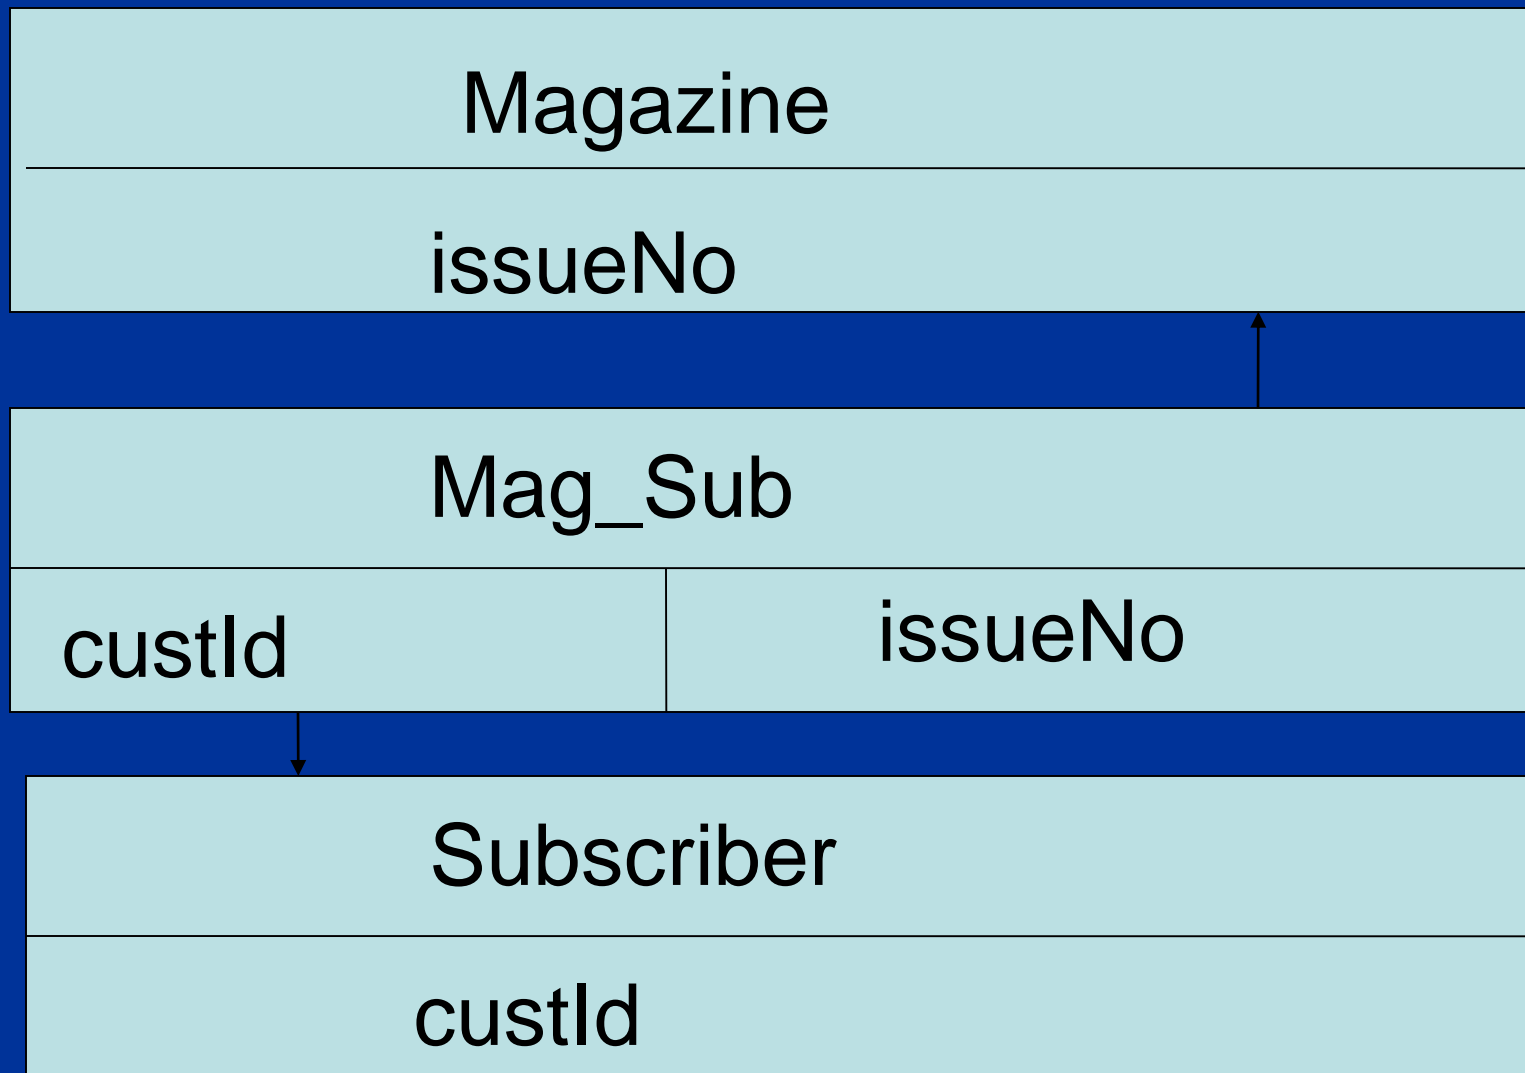 Magazine
issueNo
Mag_Sub
custId
issueNo
Subscriber
custId